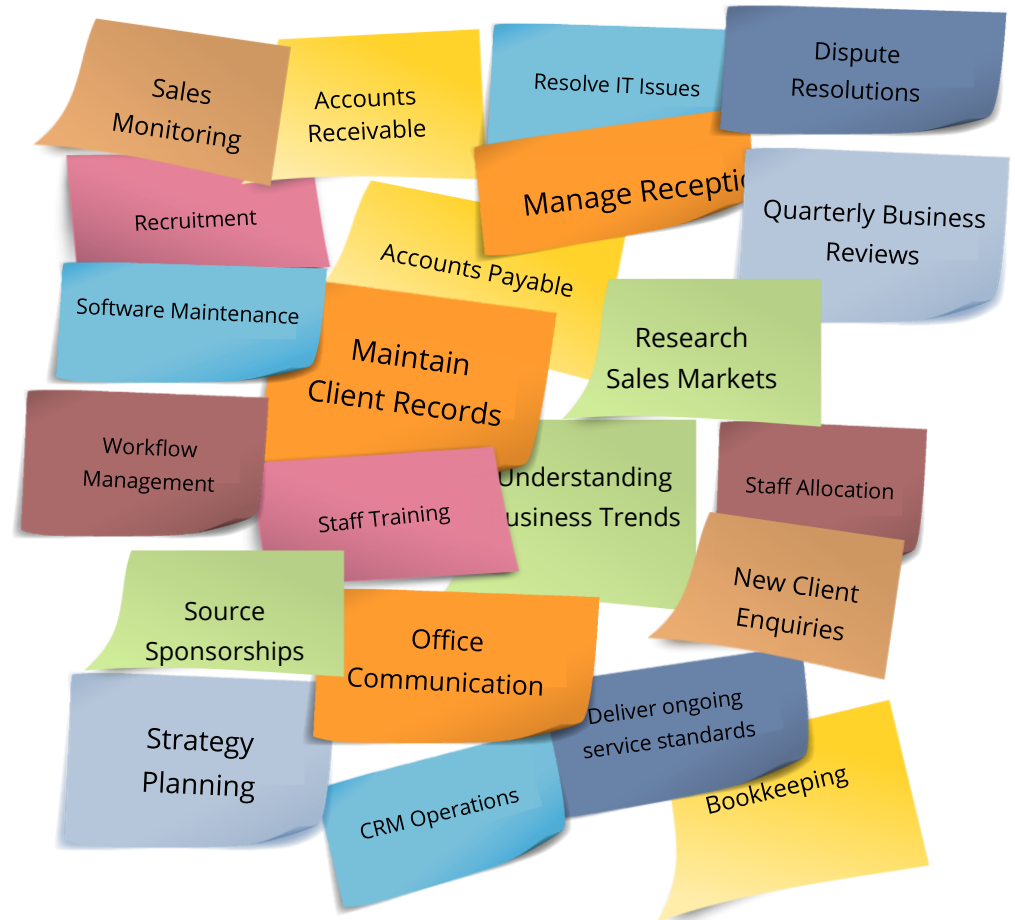 Sales
Monitoring
Accounts
Receivable
Resolve IT Issues
Dispute
Resolutions
Recruitment
Accounts Payable
Manage Receptic
Quarterly Business
Reviews
Software Maintenance
Maintain
Client Records
Research
Sales Markets
Workflow
Management
Staff Training
Understanding
usiness Trends
Staff Allocation
Source
Sponsorships
Office
Communication
New Client
Enquiries
Strategy
Planning
CRM Operations
Deliver ongoing
service standards
Bookkeeping